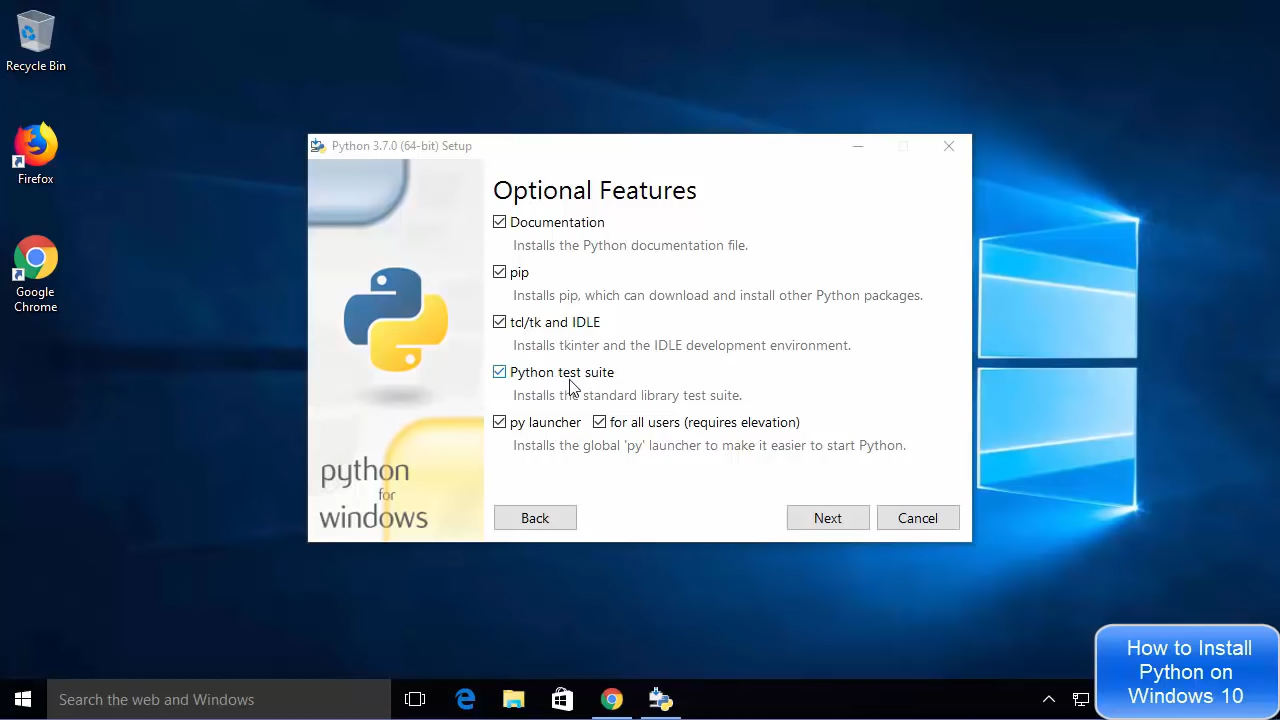 Recycle Bin
Firefox
Google
Chrome
Python 3.7.0 (64-bit) Setup
Optional Features
Documentation
Installs the Python documentation file.
pip
Installs pip, which can download and install other Python packages.
tcl/tk and IDLE
Installs tkinter and the IDLE development environment.
Python test suite
Installs the standard library test suite.
py launcher for all users (requires elevation)
Installs the global 'py' launcher to make it easier to start Python.
python
for
windows
Back
Next
Cancel
Search the web and Windows
How to Install
Python on
Windows 10